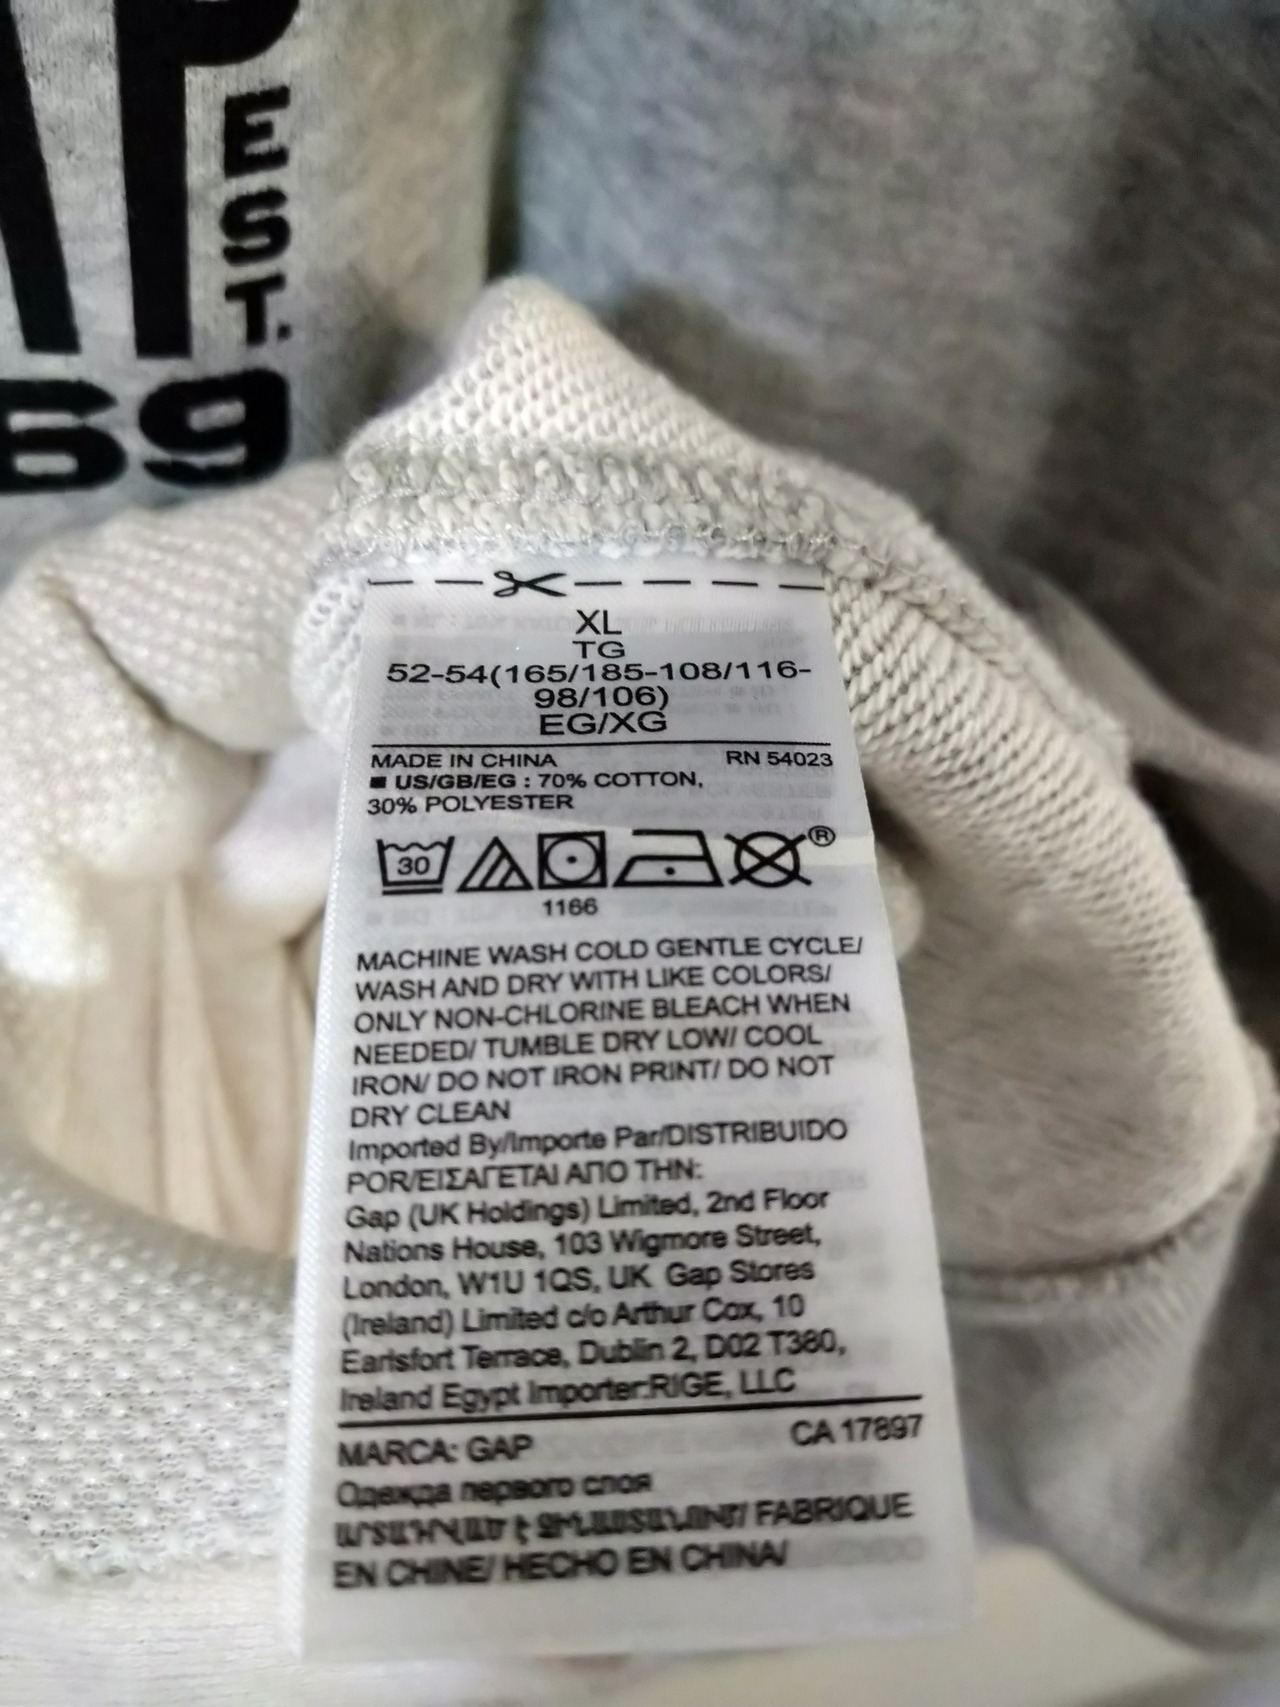 AP
EST.
69
XL
TG
52-54(165/185-108/116-
98/106)
EG/XG
MADE IN CHINA RN 54023
■ US/GB/EG : 70% COTTON,
30% POLYESTER
30 ®
1166
MACHINE WASH COLD GENTLE CYCLE/
WASH AND DRY WITH LIKE COLORS/
ONLY NON-CHLORINE BLEACH WHEN
NEEDED/ TUMBLE DRY LOW/ COOL
IRON/ DO NOT IRON PRINT/ DO NOT
DRY CLEAN
Imported By/Importe Par/DISTRIBUIDO
POR/ΕΙΣΑΓΕΤΑΙ ΑΠΟ ΤΗΝ:
Gap (UK Holdings) Limited, 2nd Floor
Nations House, 103 Wigmore Street,
London, W1U 1QS, UK Gap Stores
(Ireland) Limited c/o Arthur Cox, 10
Earlsfort Terrace, Dublin 2, D02 T380,
Ireland Egypt Importer:RIGE, LLC
MARCA: GAP CA 17897
Одежда первого слоя
ԱՐՏԱԴՐՎԱԾ Է ՉԻՆԱՍՏԱՆՈՒՄ/ FABRIQUE
EN CHINE/ HECHO EN CHINA/